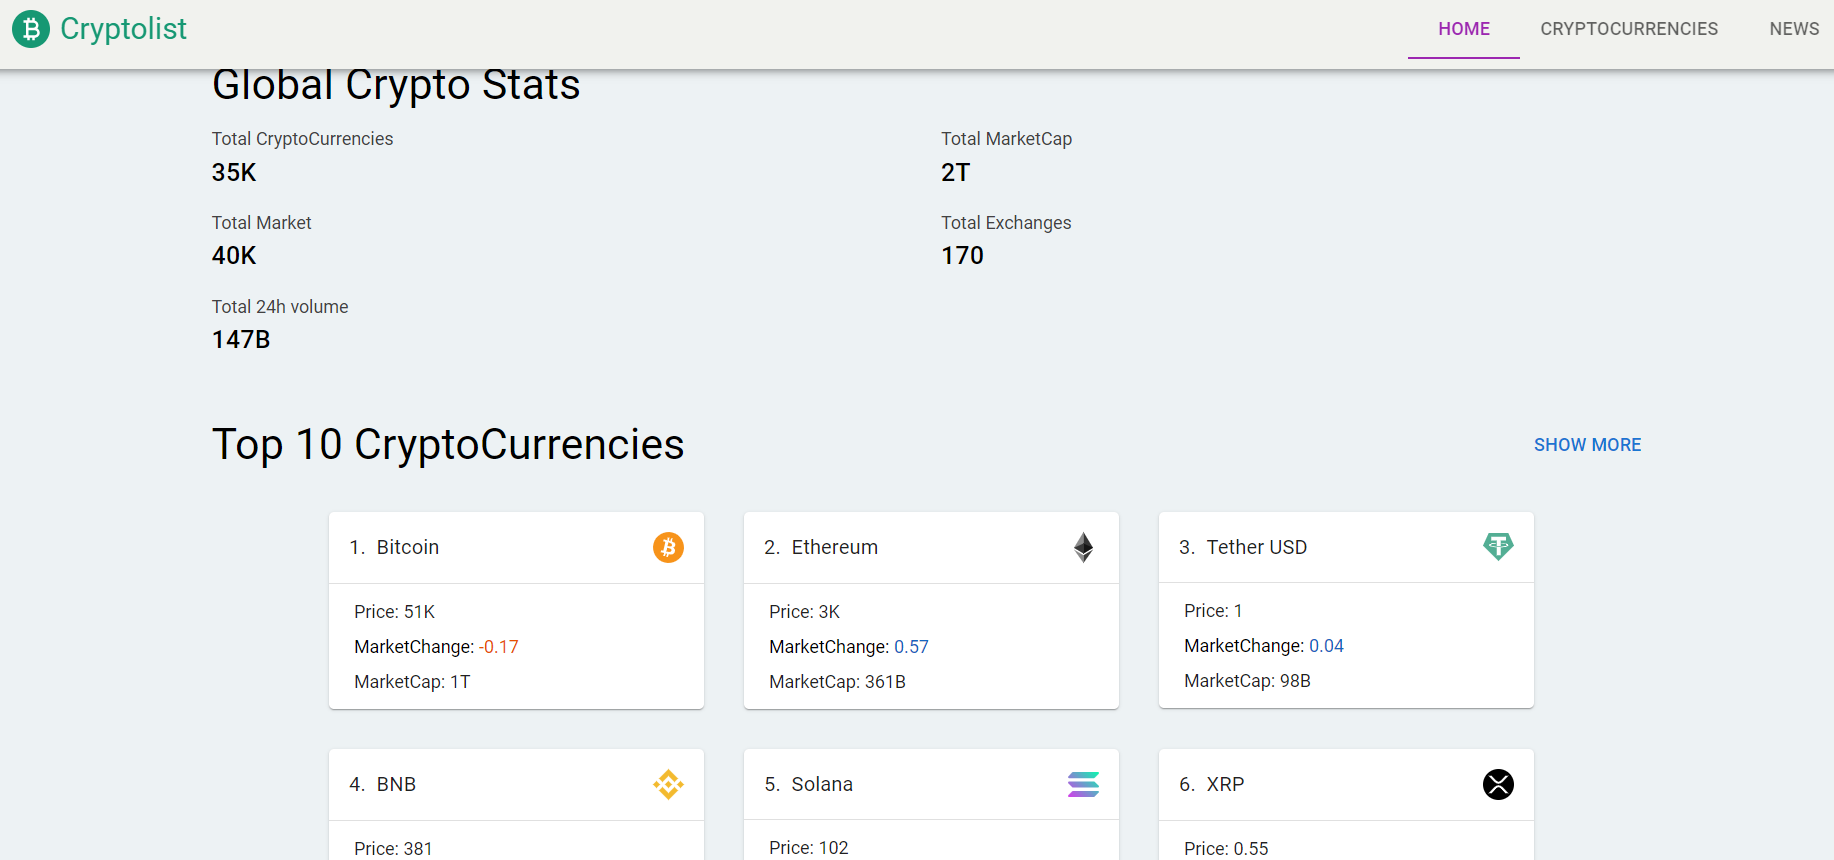 Cryptolist
HOME
CRYPTOCURRENCIES
NEWS
Global Crypto Stats
Total CryptoCurrencies
35K
Total MarketCap
2T
Total Market
40K
Total Exchanges
170
Total 24h volume
147B
Top 10 CryptoCurrencies
SHOW MORE
1. Bitcoin
Price: 51K
MarketChange: -0.17
MarketCap: 1T
2. Ethereum
Price: 3K
MarketChange: 0.57
MarketCap: 361B
3. Tether USD
Price: 1
MarketChange: 0.04
MarketCap: 98B
4. BNB
Price: 381
5. Solana
Price: 102
6. XRP
Price: 0.55